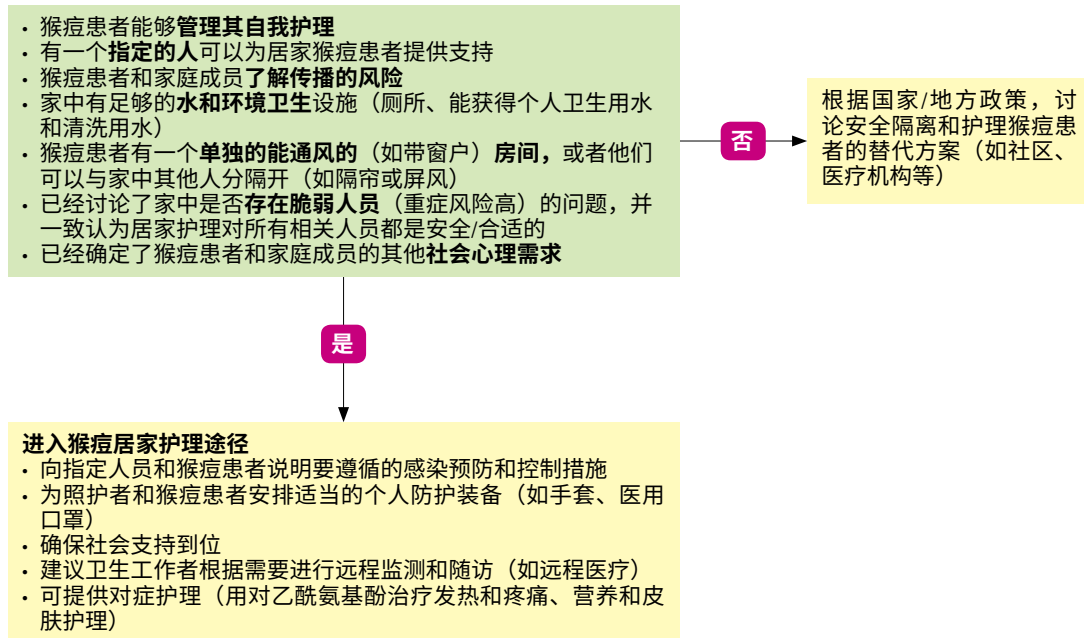 • 猴痘患者能够管理其自我护理
• 有一个指定的人可以为居家猴痘患者提供支持
• 猴痘患者和家庭成员了解传播的风险
• 家中有足够的水和环境卫生设施（厕所、能获得个人卫生用水
和清洗用水）
• 猴痘患者有一个单独的能通风的（如带窗户）房间，或者他们
可以与家中其他人分隔开（如隔帘或屏风）
• 已经讨论了家中是否存在脆弱人员（重症风险高）的问题，并
一致认为居家护理对所有相关人员都是安全/合适的
• 已经确定了猴痘患者和家庭成员的其他社会心理需求
否
根据国家/地方政策，讨
论安全隔离和护理猴痘患
者的替代方案（如社区、
医疗机构等）
是
进入猴痘居家护理途径
• 向指定人员和猴痘患者说明要遵循的感染预防和控制措施
• 为照护者和猴痘患者安排适当的个人防护装备（如手套、医用
口罩）
• 确保社会支持到位
• 建议卫生工作者根据需要进行远程监测和随访（如远程医疗）
• 可提供对症护理（用对乙酰氨基酚治疗发热和疼痛、营养和皮
肤护理）